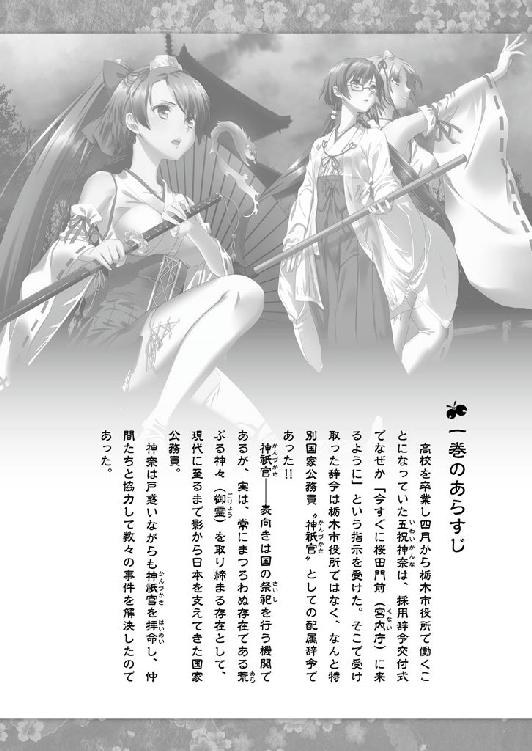 一巻のあらすじ
高校を卒業し四月から栃木市役所で働くこ
とになっていた五祝神奈は、採用辞令交付式
でなぜか「今すぐに桜田門前（宮内庁）に来
るように」という指示を受けた。そこで受け
取った辞令は栃木市役所ではなく、なんと特
別国家公務員〝神祇官〟としての配属辞令で
あった!!
神祇官――表向きは国の祭祀を行う機関で
あるが、実は、常にまつろわぬ存在である荒
ぶる神々（御霊）を取り締まる存在として、
現代に至るまで影から日本を支えてきた国家
公務員。
神奈は戸惑いながらも神祇官を拝命し、仲
間たちと協力して数々の事件を解決したので
あった。